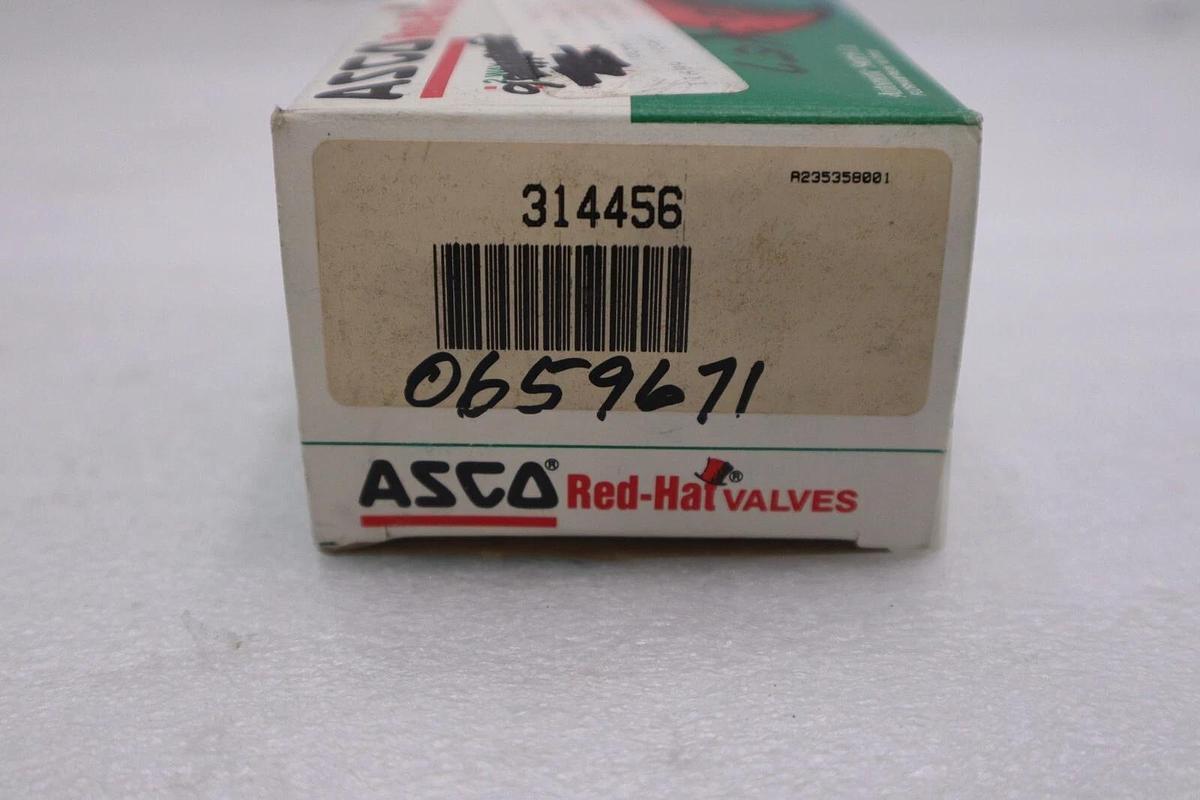 ASCO
A235358001
314456
0659671
ASCO® Red-Hat® VALVES